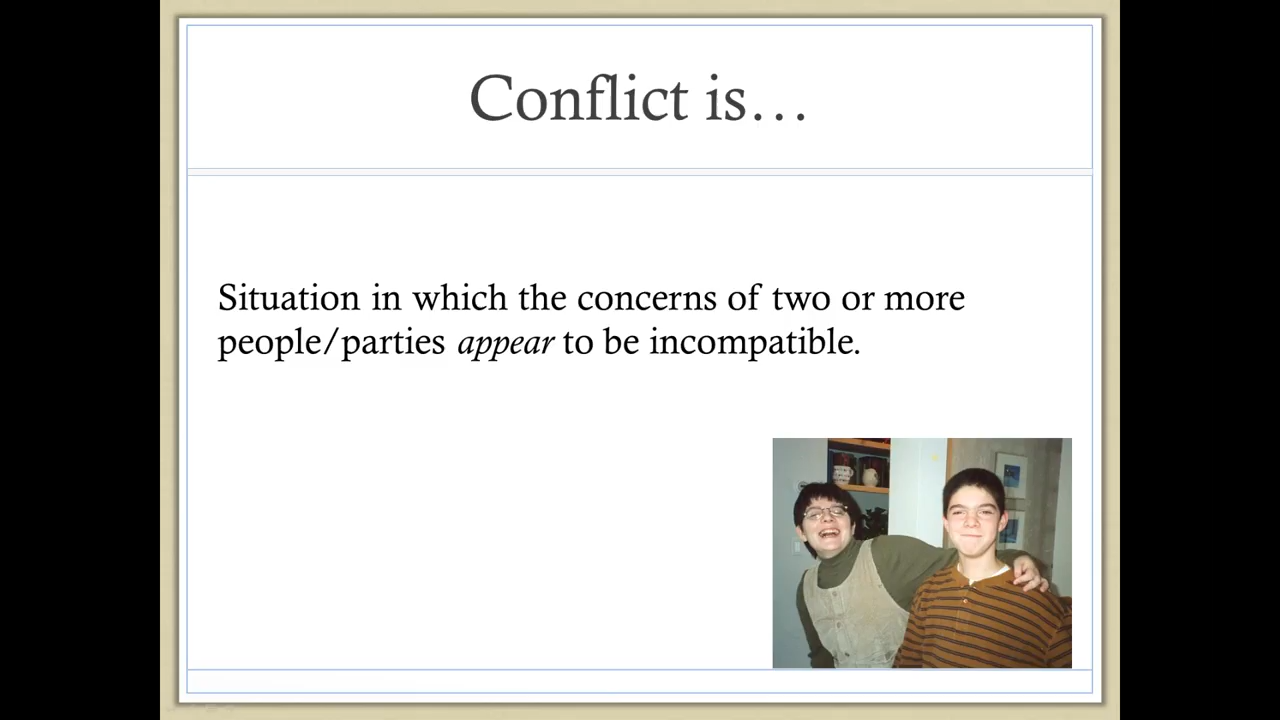 Conflict is…
Situation in which the concerns of two or more
people/parties appear to be incompatible.